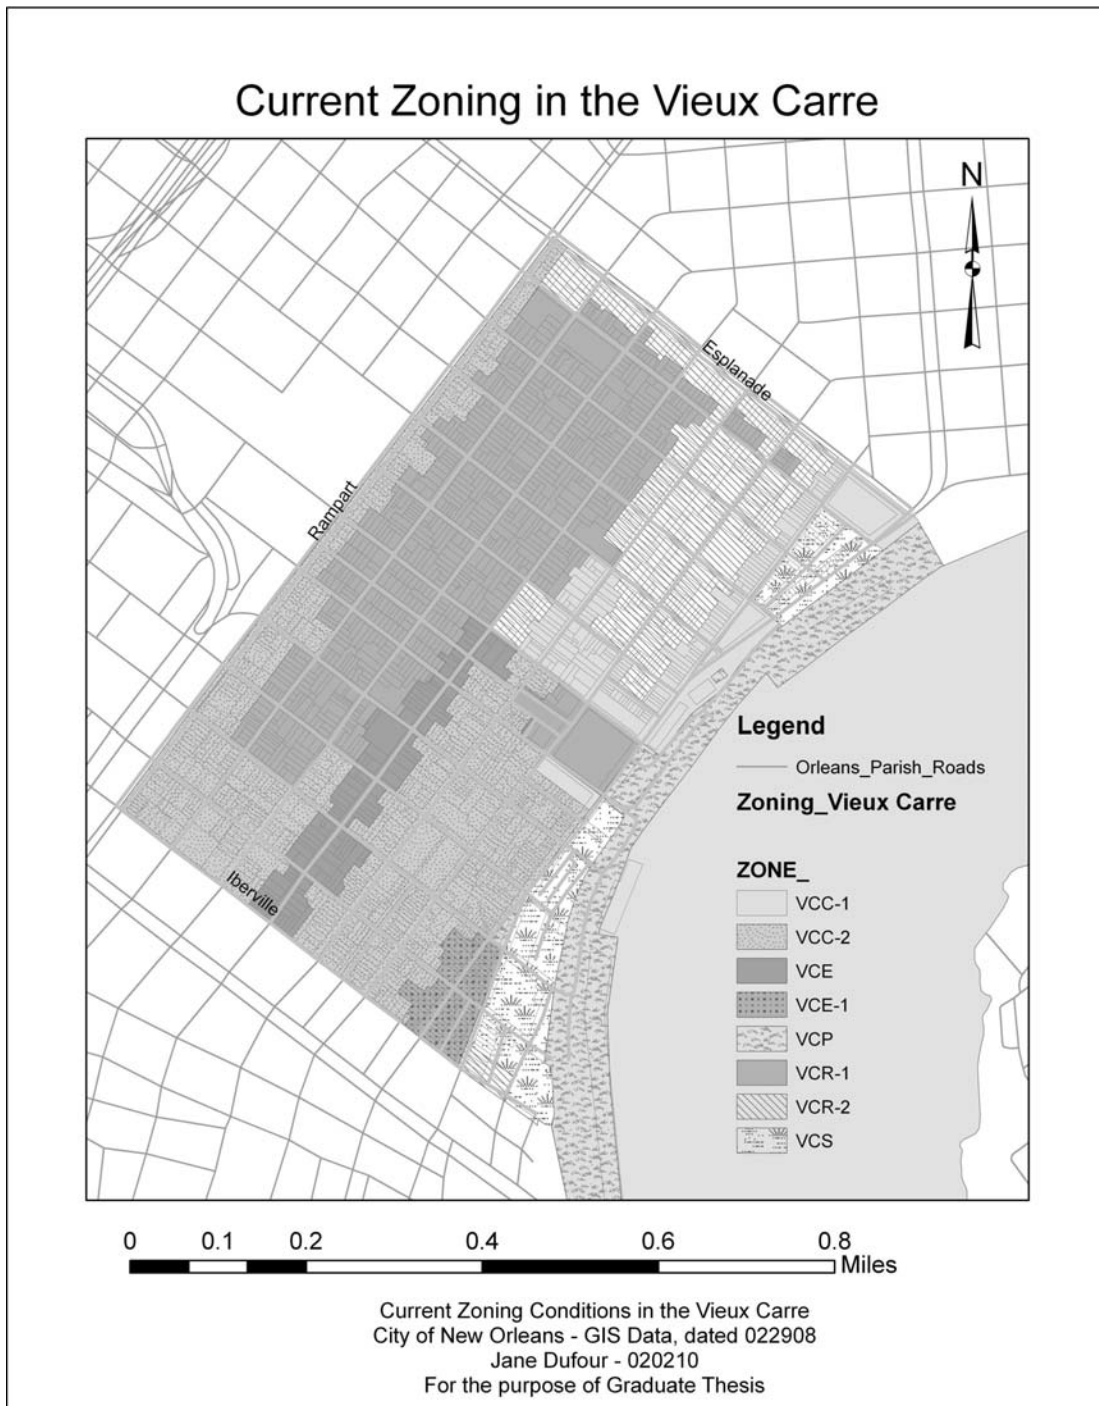 Current Zoning in the Vieux Carre
N
Esplanade
Rampart
Iberville
Legend
Orleans_Parish_Roads
Zoning_Vieux Carre
ZONE_
VCC-1
VCC-2
VCE
VCE-1
VCP
VCR-1
VCR-2
VCS
0 0.1 0.2 0.4 0.6 0.8
Miles
Current Zoning Conditions in the Vieux Carre
City of New Orleans - GIS Data, dated 022908
Jane Dufour - 020210
For the purpose of Graduate Thesis